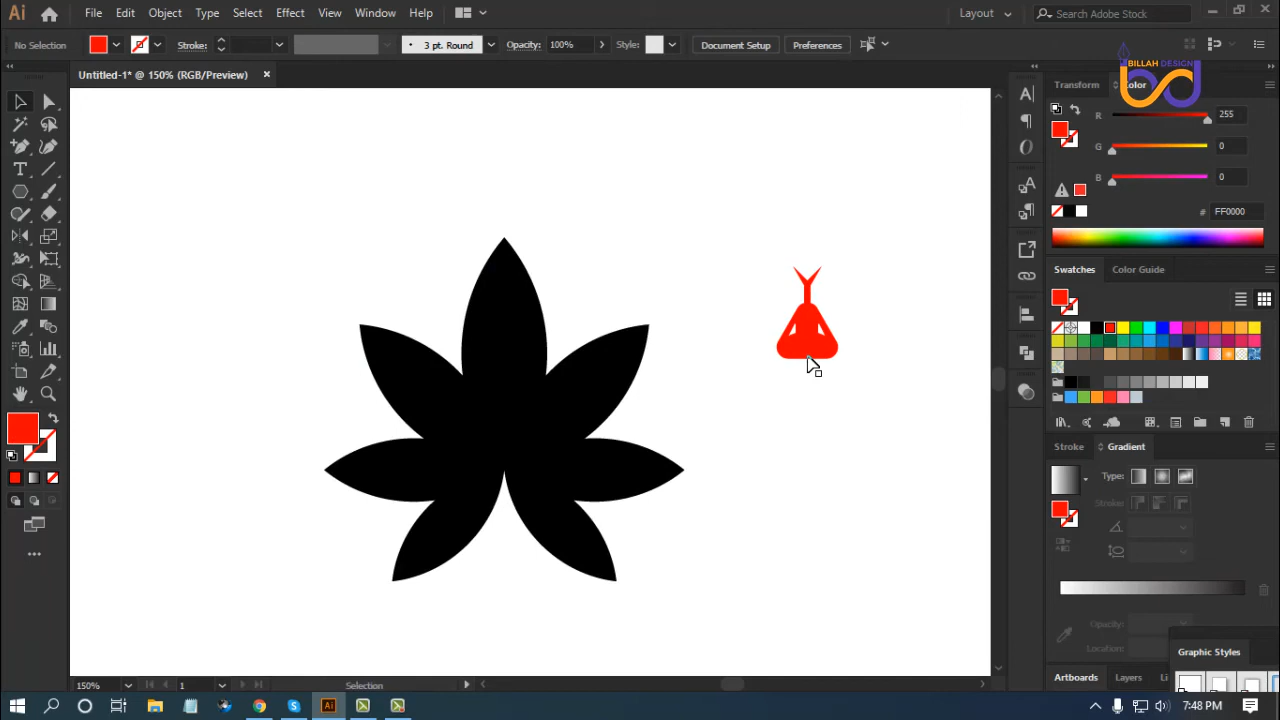 Ai File Edit Object Type Select Effect View Window Help Layout Search Adobe Stock
No Selection Stroke: 3 pt. Round Opacity: 100% Style: Document Setup Preferences
Untitled-1* @ 150% (RGB/Preview)
BILLAH DESIGN
Transform Color
R 255
G 0
B 0
# FF0000
Swatches Color Guide
Stroke Gradient
Type:
Stroke:
Opacity:
Location:
Graphic Styles
Artboards Layers Li
150% 1 Selection
Ai 7:48 PM